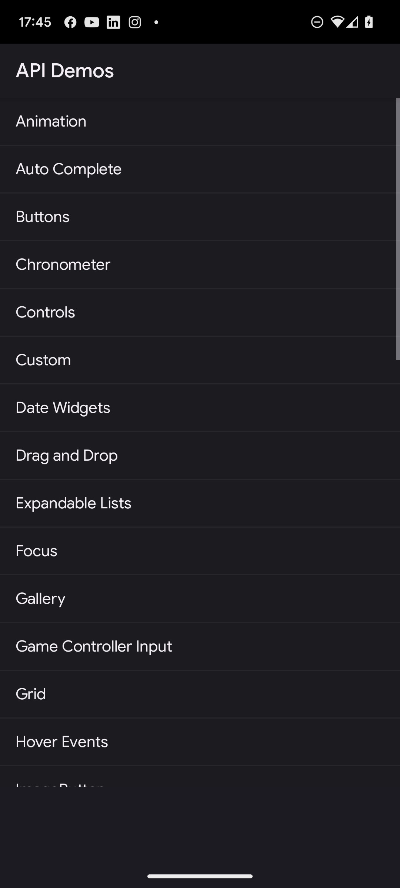 17:45
API Demos
Animation
Auto Complete
Buttons
Chronometer
Controls
Custom
Date Widgets
Drag and Drop
Expandable Lists
Focus
Gallery
Game Controller Input
Grid
Hover Events